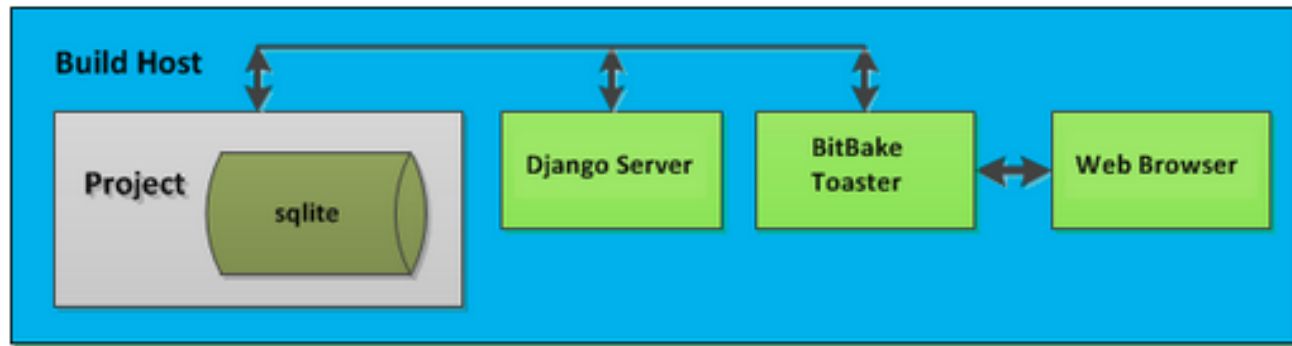 Build Host
Project
sqlite
Django Server
BitBake
Toaster
Web Browser